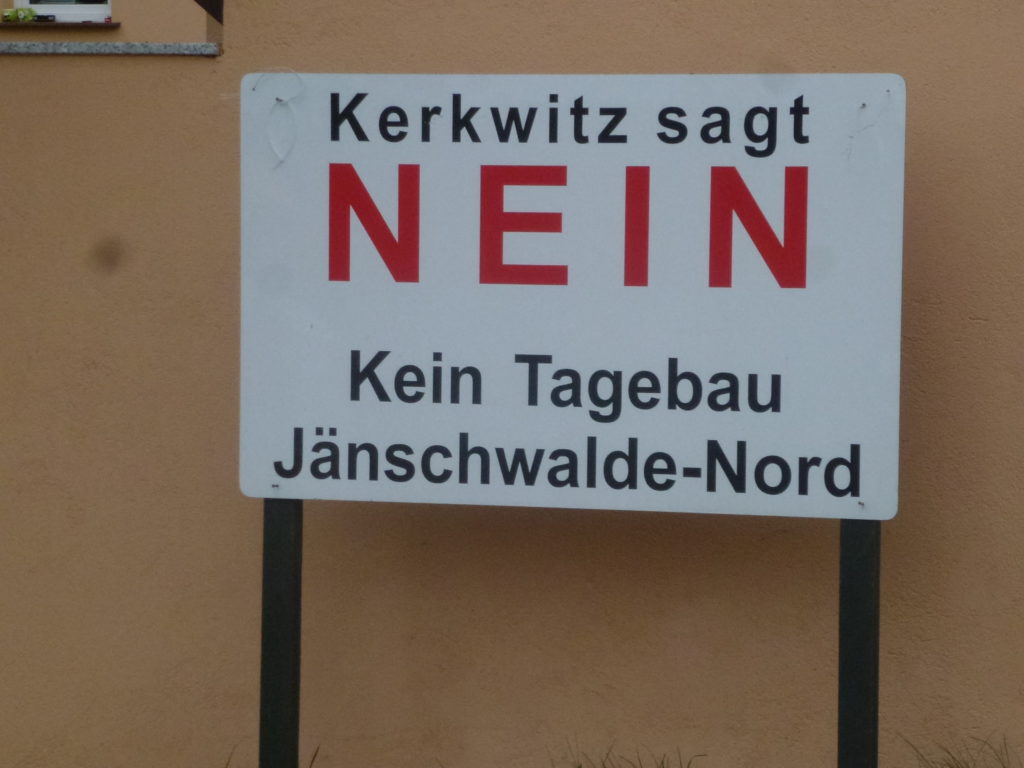 Kerkwitz sagt
NEIN
Kein Tagebau
Jänschwalde-Nord